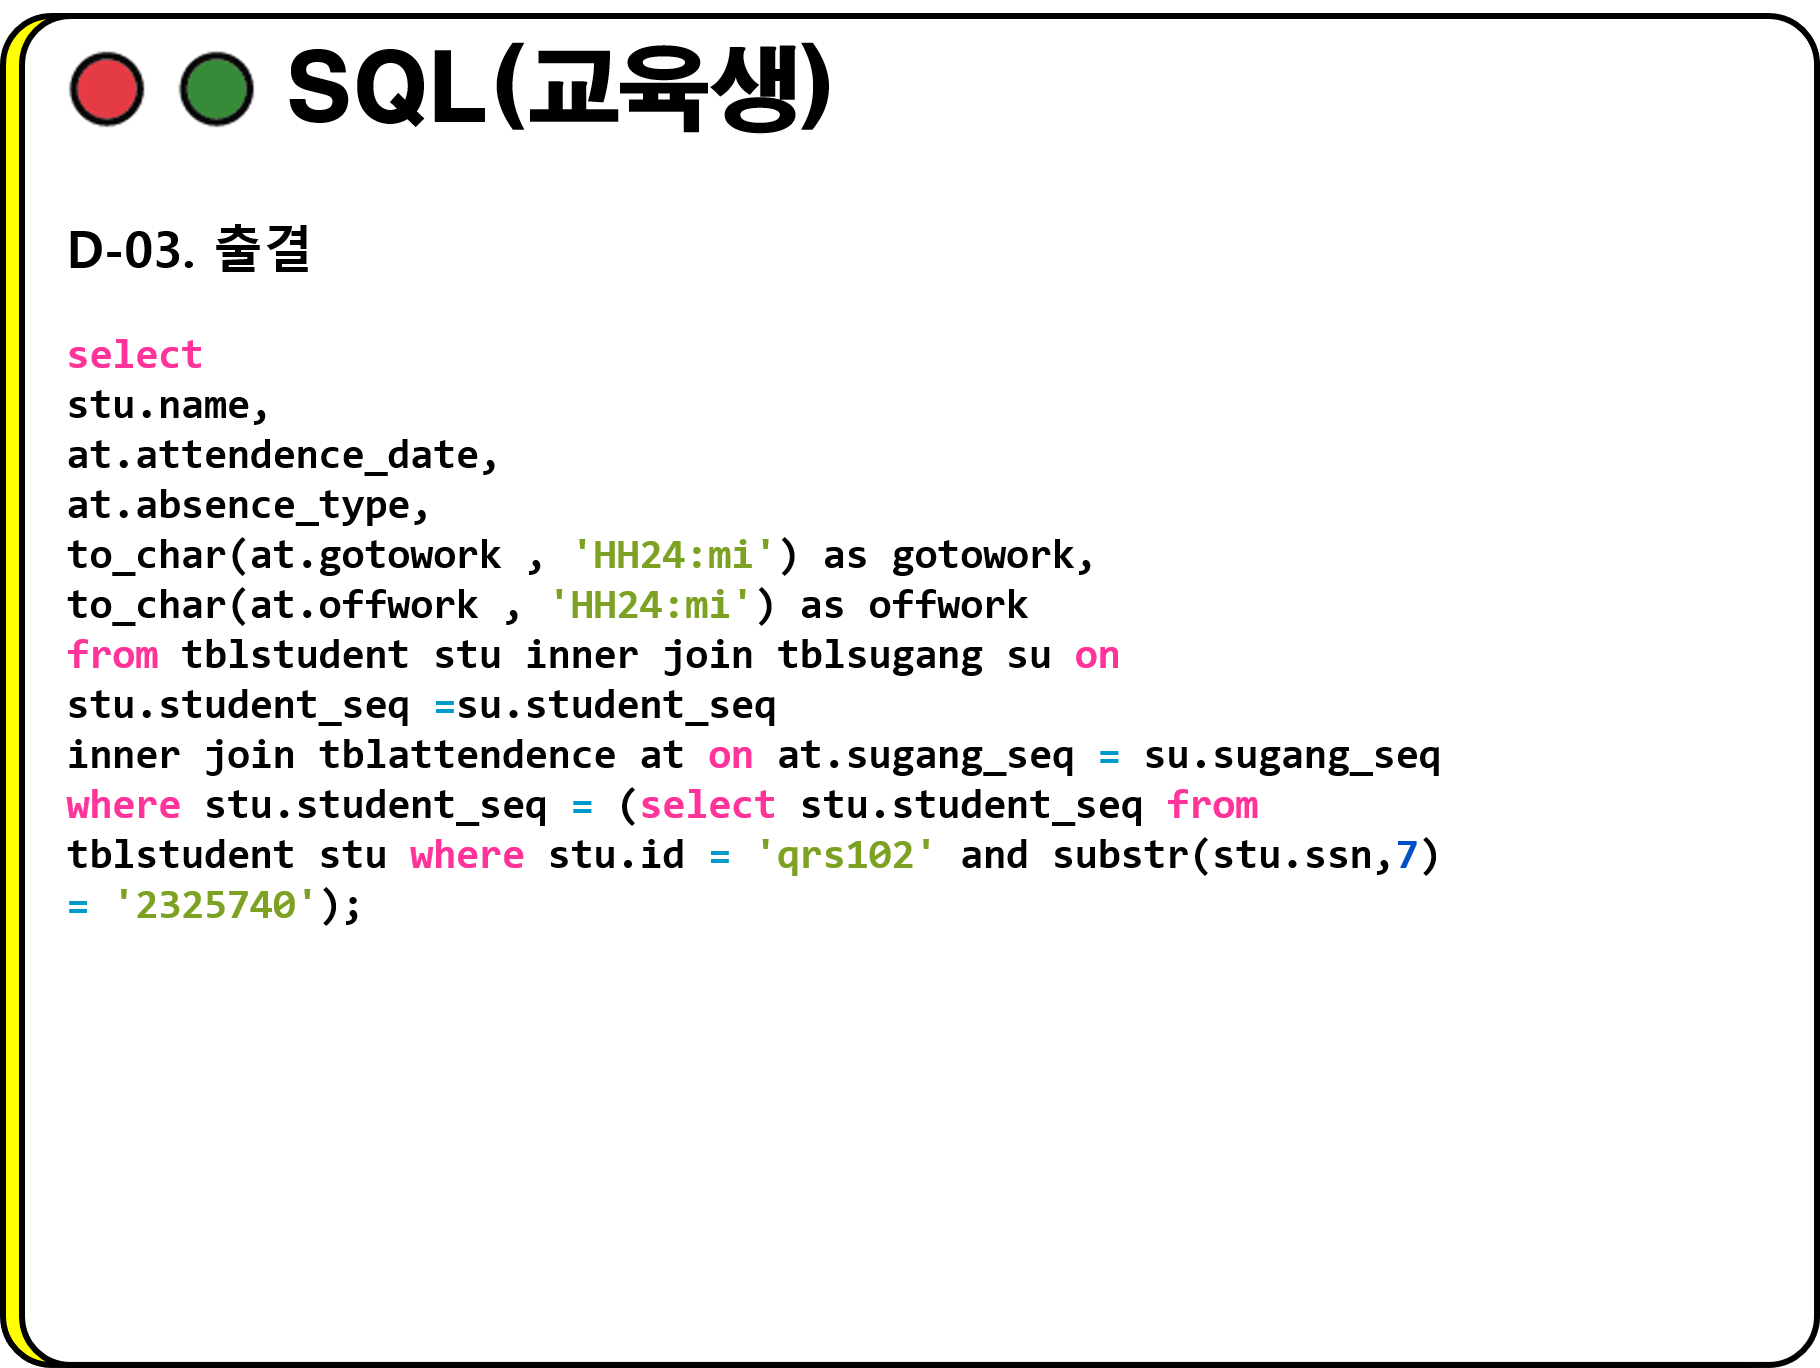 SQL(교육생)
D-03. 출결
select
stu.name,
at.attendence_date,
at.absence_type,
to_char(at.gotowork , 'HH24:mi') as gotowork,
to_char(at.offwork , 'HH24:mi') as offwork
from tblstudent stu inner join tblsugang su on
stu.student_seq =su.student_seq
inner join tblattendence at on at.sugang_seq = su.sugang_seq
where stu.student_seq = (select stu.student_seq from
tblstudent stu where stu.id = 'qrs102' and substr(stu.ssn,7)
= '2325740');